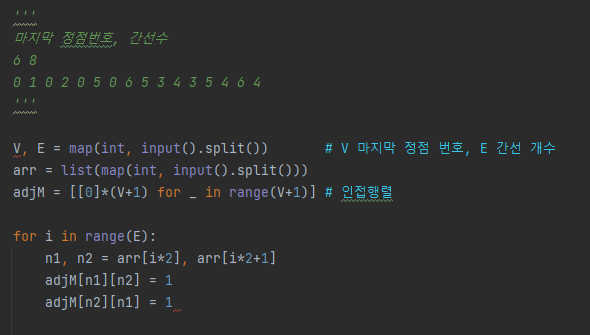 '''
마지막 정점번호, 간선수
6 8
0 1 0 2 0 5 0 6 5 3 4 3 5 4 6 4
'''
V, E = map(int, input().split())        # V 마지막 정점 번호, E 간선 개수
arr = list(map(int, input().split()))
adjM = [[0]*(V+1) for _ in range(V+1)] # 인접행렬
for i in range(E):
    n1, n2 = arr[i*2], arr[i*2+1]
    adjM[n1][n2] = 1
    adjM[n2][n1] = 1